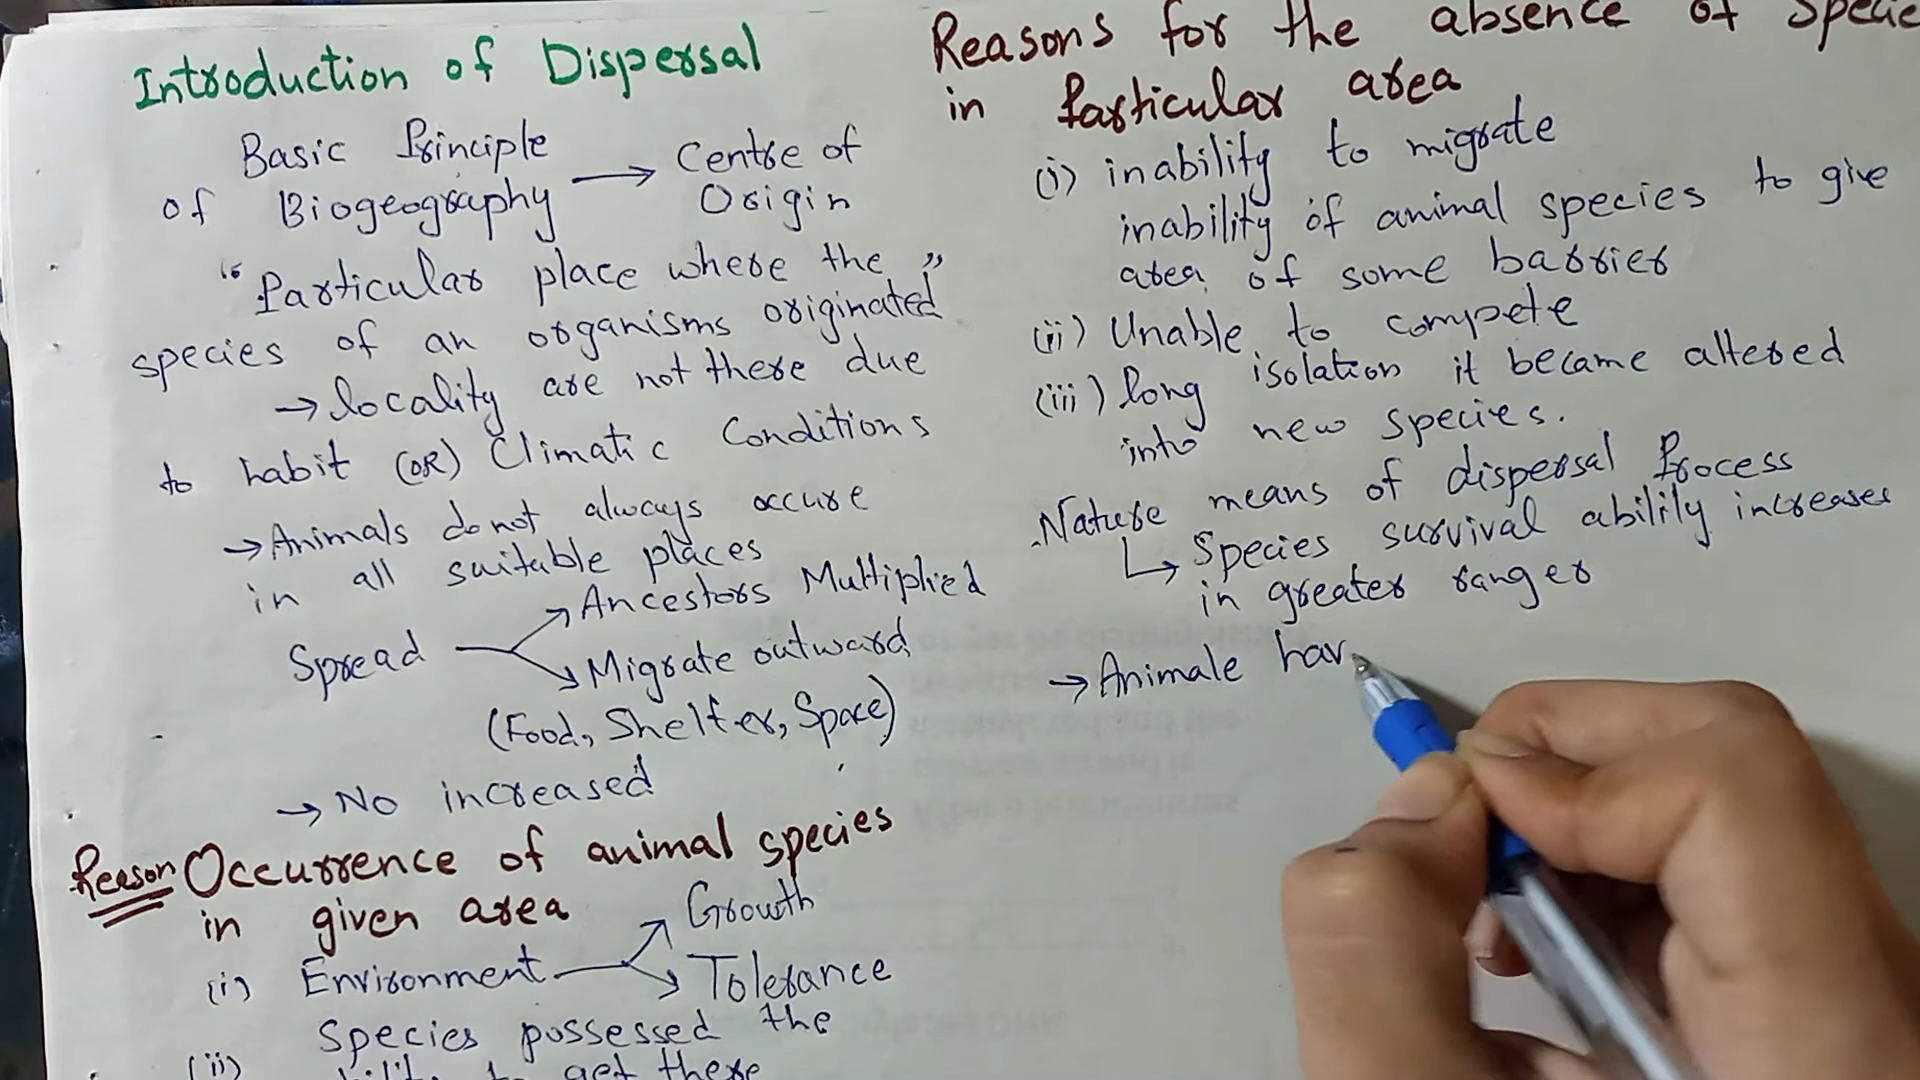 Introduction of Dispersal
Basic Principle
of Biogeography → Centre of
Origin
"Particular place where the"
species of an organisms originated
→ locality are not there due
to habit (OR) Climatic Conditions
→ Animals do not always occure
in all suitable places
Spread → Ancestors Multiplied
→ Migrate outward
(Food, Shelter, Space)
→ No increased
Reason Occurrence of animal species
in given area
(i) Environment → Growth
→ Tolerance
Species possessed the
(ii) to get there
Reasons for the absence of
in Particular area
(i) inability to migrate
inability of animal species to give
area of some barrier
(ii) Unable to compete
(iii) long isolation it became altered
into new species.
Nature means of dispersal Process
↳ Species survival ability increases
in greater ranger
→ Animale hav